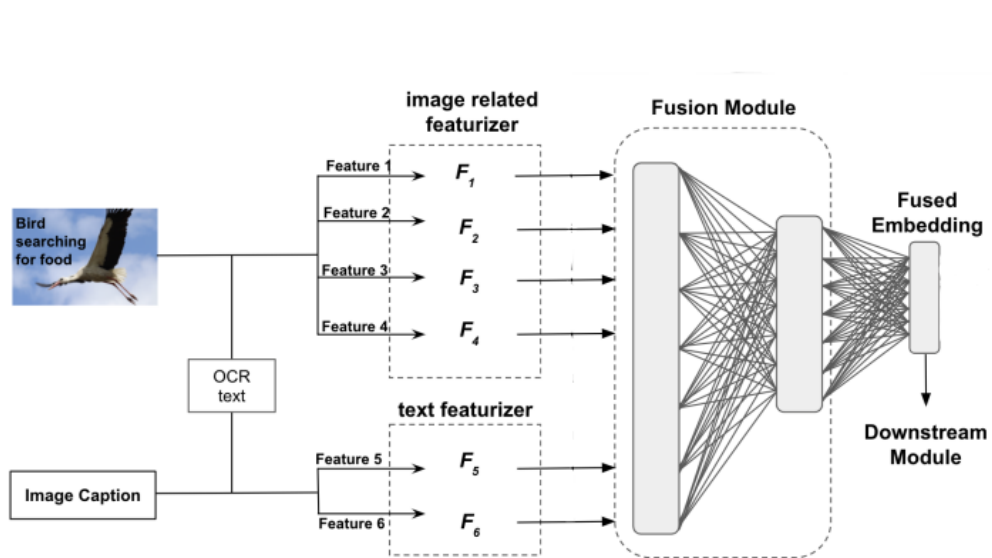 image related
featurizer
Fusion Module
Feature 1
F1
Bird
searching
for food
Feature 2
F2
Fused
Embedding
Feature 3
F3
Feature 4
F4
OCR
text
text featurizer
Downstream
Module
Feature 5
F5
Image Caption
Feature 6
F6